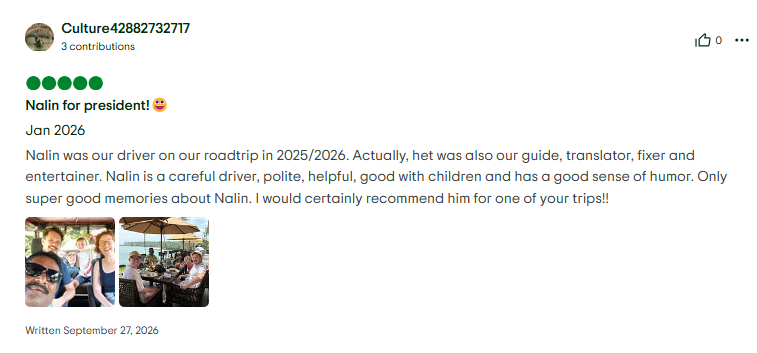 Culture42882732717
3 contributions
0
Nalin for president! 😀
Jan 2026
Nalin was our driver on our roadtrip in 2025/2026. Actually, het was also our guide, translator, fixer and
entertainer. Nalin is a careful driver, polite, helpful, good with children and has a good sense of humor. Only
super good memories about Nalin. I would certainly recommend him for one of your trips!!
Written September 27, 2026